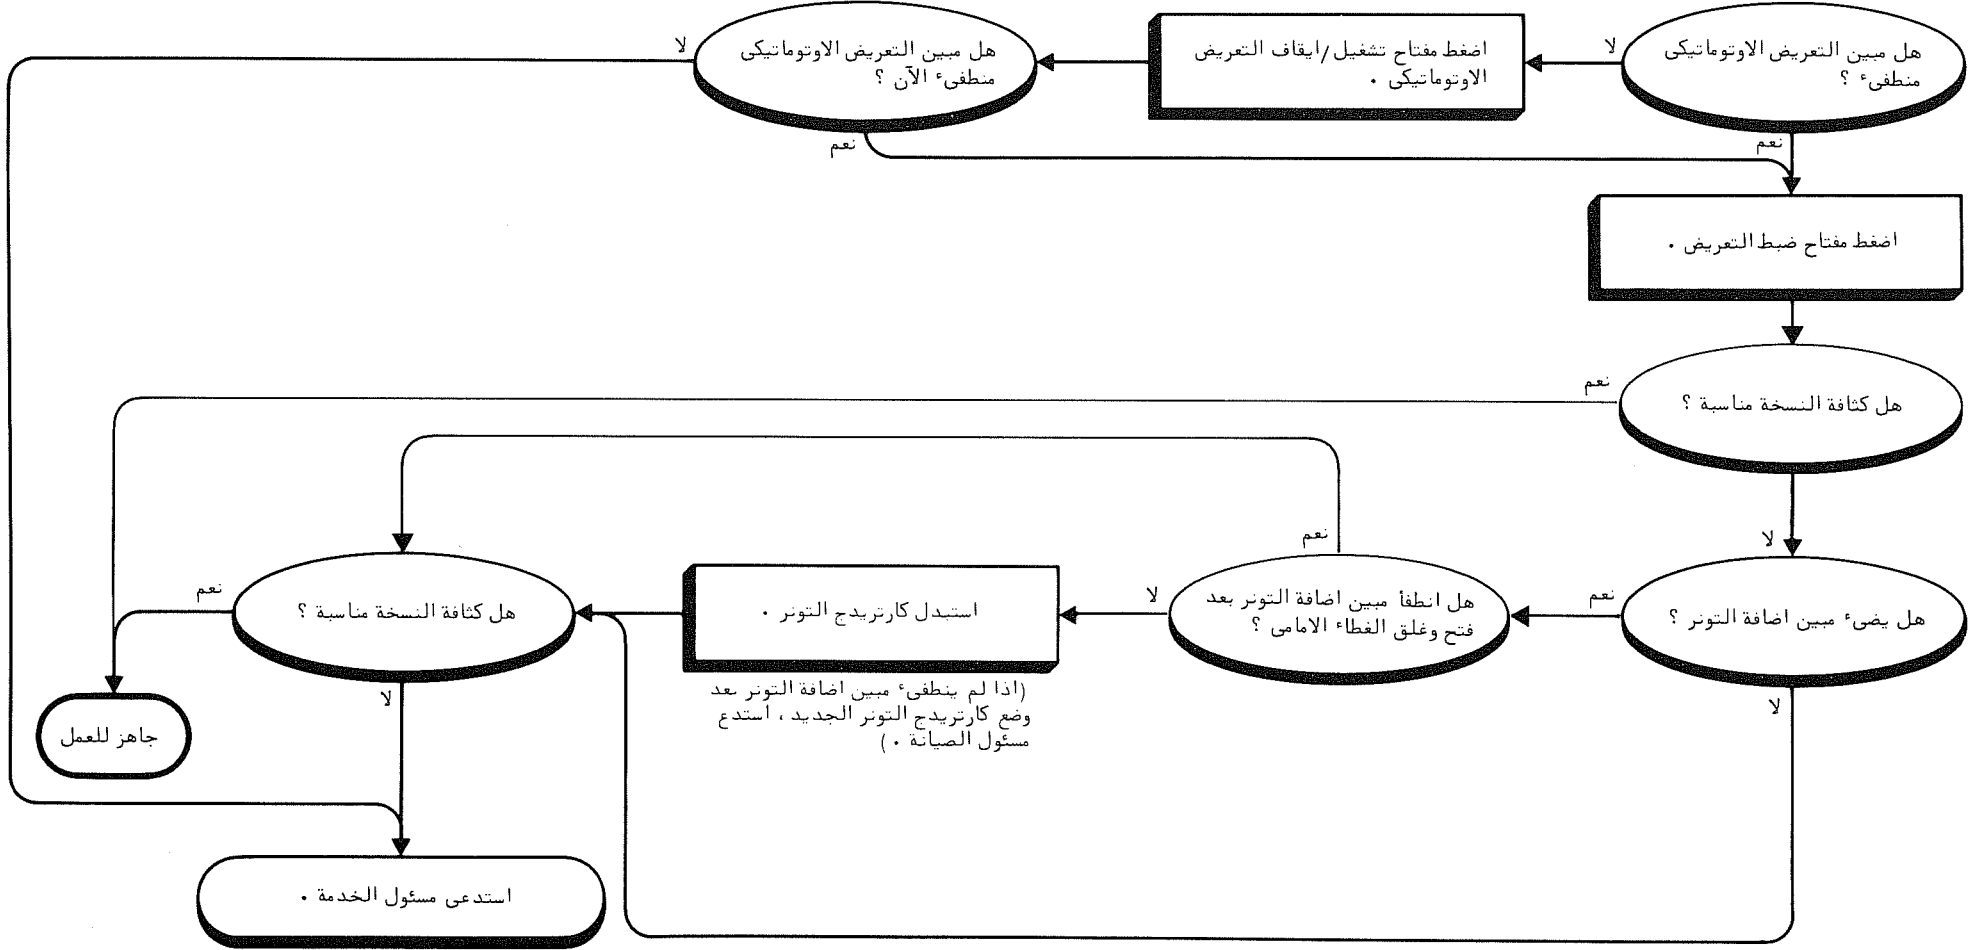 هل مبين التعريض الاوتوماتيكى
منطفىء ؟
لا
اضغط مفتاح تشغيل/ايقاف التعريض
الاوتوماتيكى .
هل مبين التعريض الاوتوماتيكى
منطفىء الآن ؟
لا
نعم
نعم
اضغط مفتاح ضبط التعريض .
هل كثافة النسخة مناسبة ؟
نعم
لا
هل يضىء مبين اضافة التونر ؟
نعم
لا
هل انطفأ مبين اضافة التونر بعد
فتح وغلق الغطاء الامامى ؟
نعم
لا
استبدل كارتريدج التونر .
(اذا لم ينطفىء مبين اضافة التونر بعد
وضع كارتريدج التونر الجديد ، استدع
مسئول الصيانة . )
هل كثافة النسخة مناسبة ؟
نعم
لا
جاهز للعمل
استدعى مسئول الخدمة .